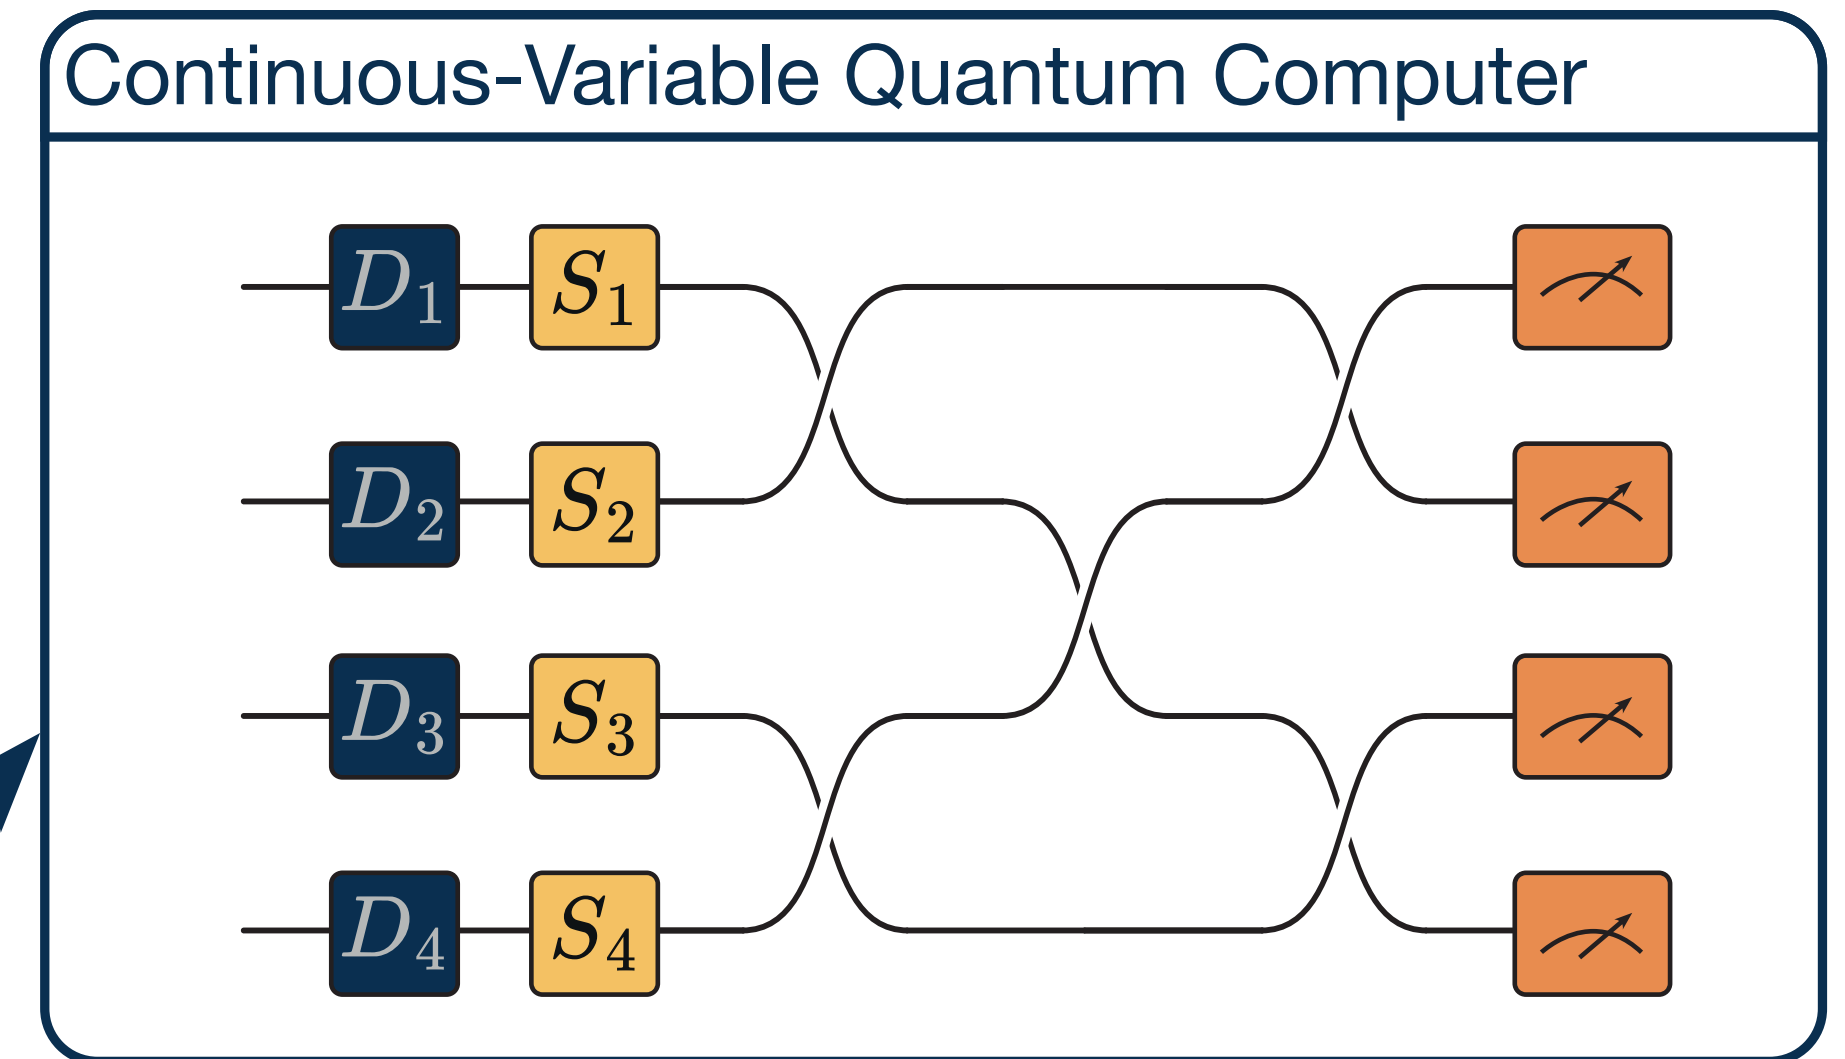 Continuous-Variable Quantum Computer
D₁ S₁
D₂ S₂
D₃ S₃
D₄ S₄